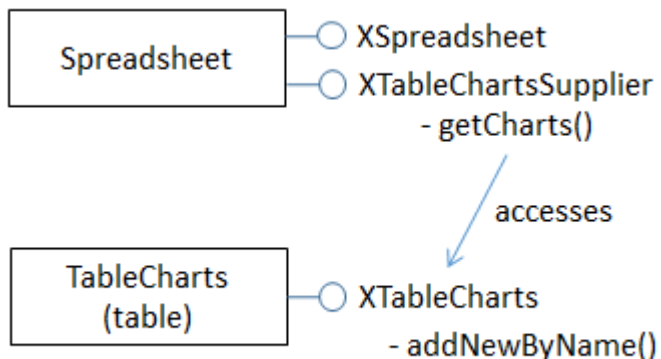 Spreadsheet
XSpreadsheet
XTableChartsSupplier
- getCharts()
accesses
TableCharts
(table)
XTableCharts
- addNewByName()